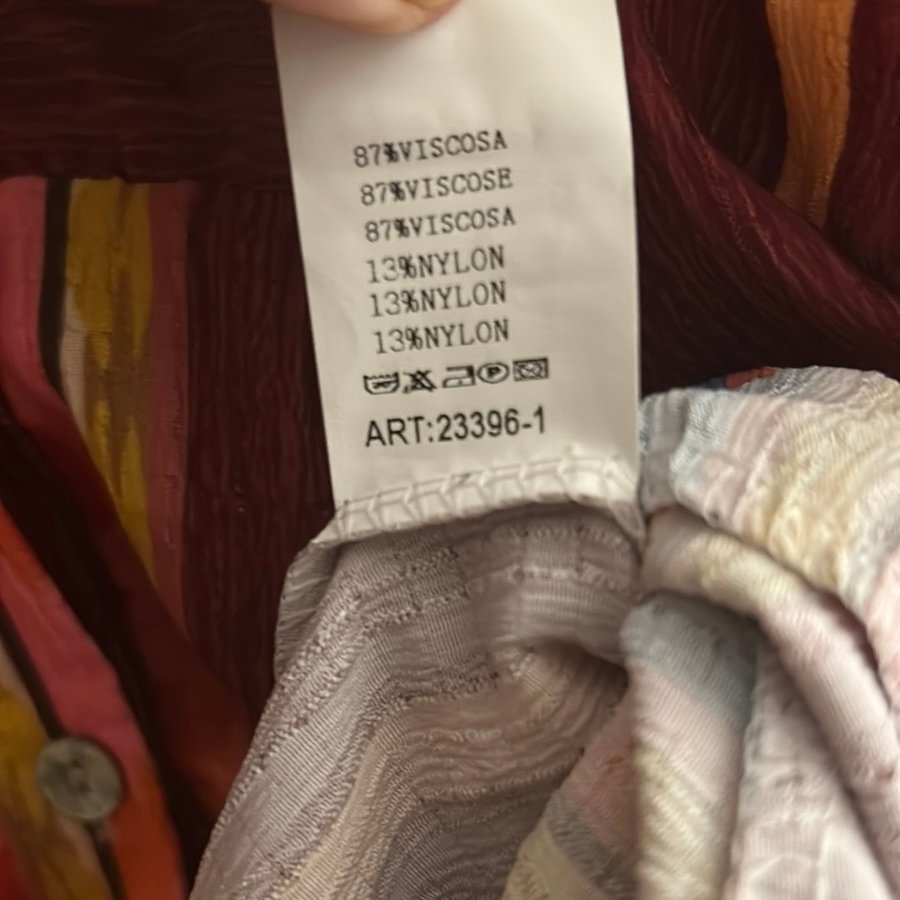 87%VISCOSA
87%VISCOSE
87%VISCOSA
13%NYLON
13%NYLON
13%NYLON
P
ART:23396-1